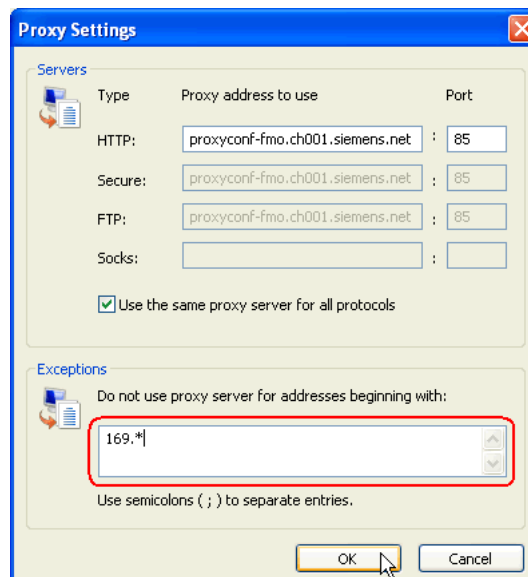 Proxy Settings
Servers
Type Proxy address to use Port
HTTP: proxyconf-fmo.ch001.siemens.net : 85
Secure: proxyconf-fmo.ch001.siemens.net : 85
FTP: proxyconf-fmo.ch001.siemens.net : 85
Socks: :
Use the same proxy server for all protocols
Exceptions
Do not use proxy server for addresses beginning with:
169.*
Use semicolons ( ; ) to separate entries.
OK Cancel